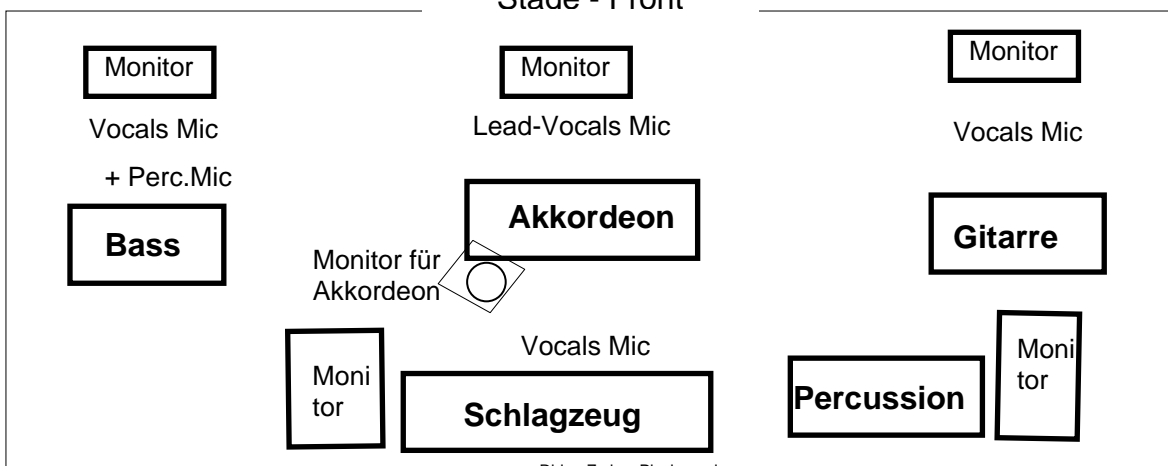 Stage - Front
Monitor
Monitor
Monitor
Vocals Mic
Lead-Vocals Mic
Vocals Mic
+ Perc.Mic
Bass
Akkordeon
Gitarre
Monitor für
Akkordeon
Vocals Mic
Moni
tor
Schlagzeug
Percussion
Moni
tor